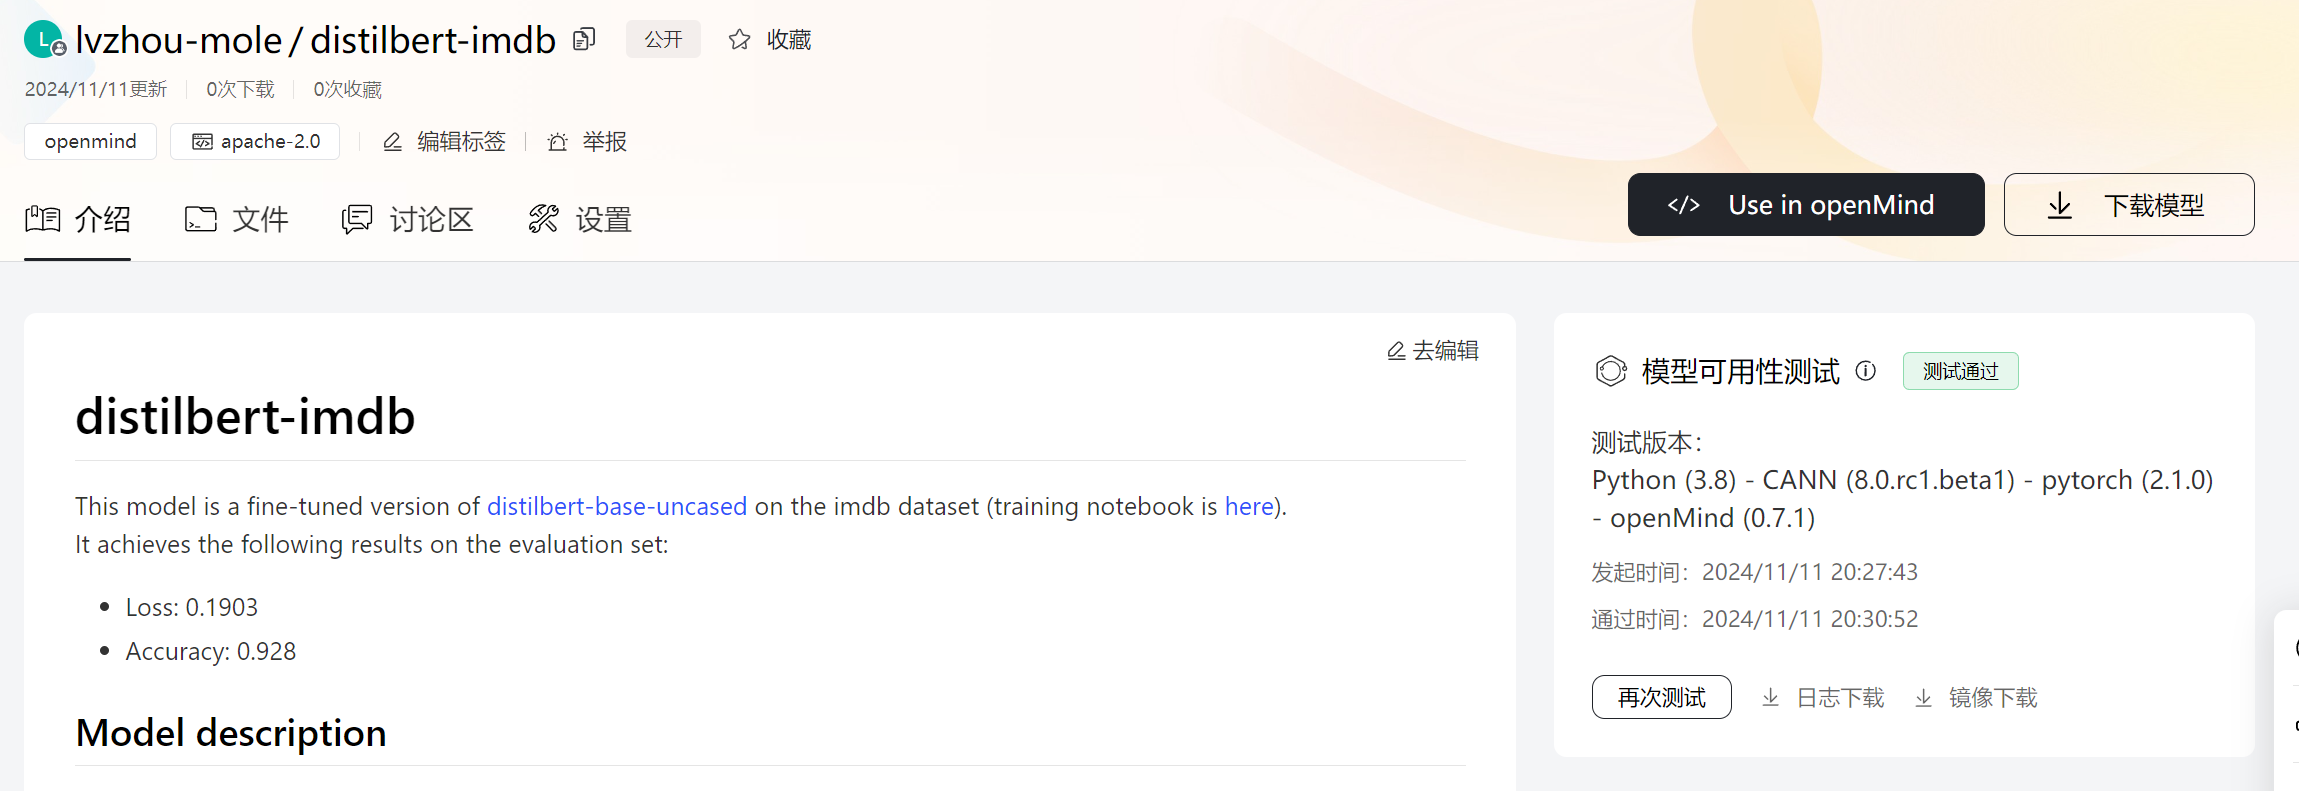 L lvzhou-mole / distilbert-imdb 公开 收藏
2024/11/11更新 0次下载 0次收藏
openmind apache-2.0 编辑标签 举报
介绍 文件 讨论区 设置
Use in openMind 下载模型
去编辑
distilbert-imdb
This model is a fine-tuned version of distilbert-base-uncased on the imdb dataset (training notebook is here).
It achieves the following results on the evaluation set:
Loss: 0.1903
Accuracy: 0.928
Model description
模型可用性测试 测试通过
测试版本：
Python (3.8) - CANN (8.0.rc1.beta1) - pytorch (2.1.0)
- openMind (0.7.1)
发起时间：2024/11/11 20:27:43
通过时间：2024/11/11 20:30:52
再次测试 日志下载 镜像下载